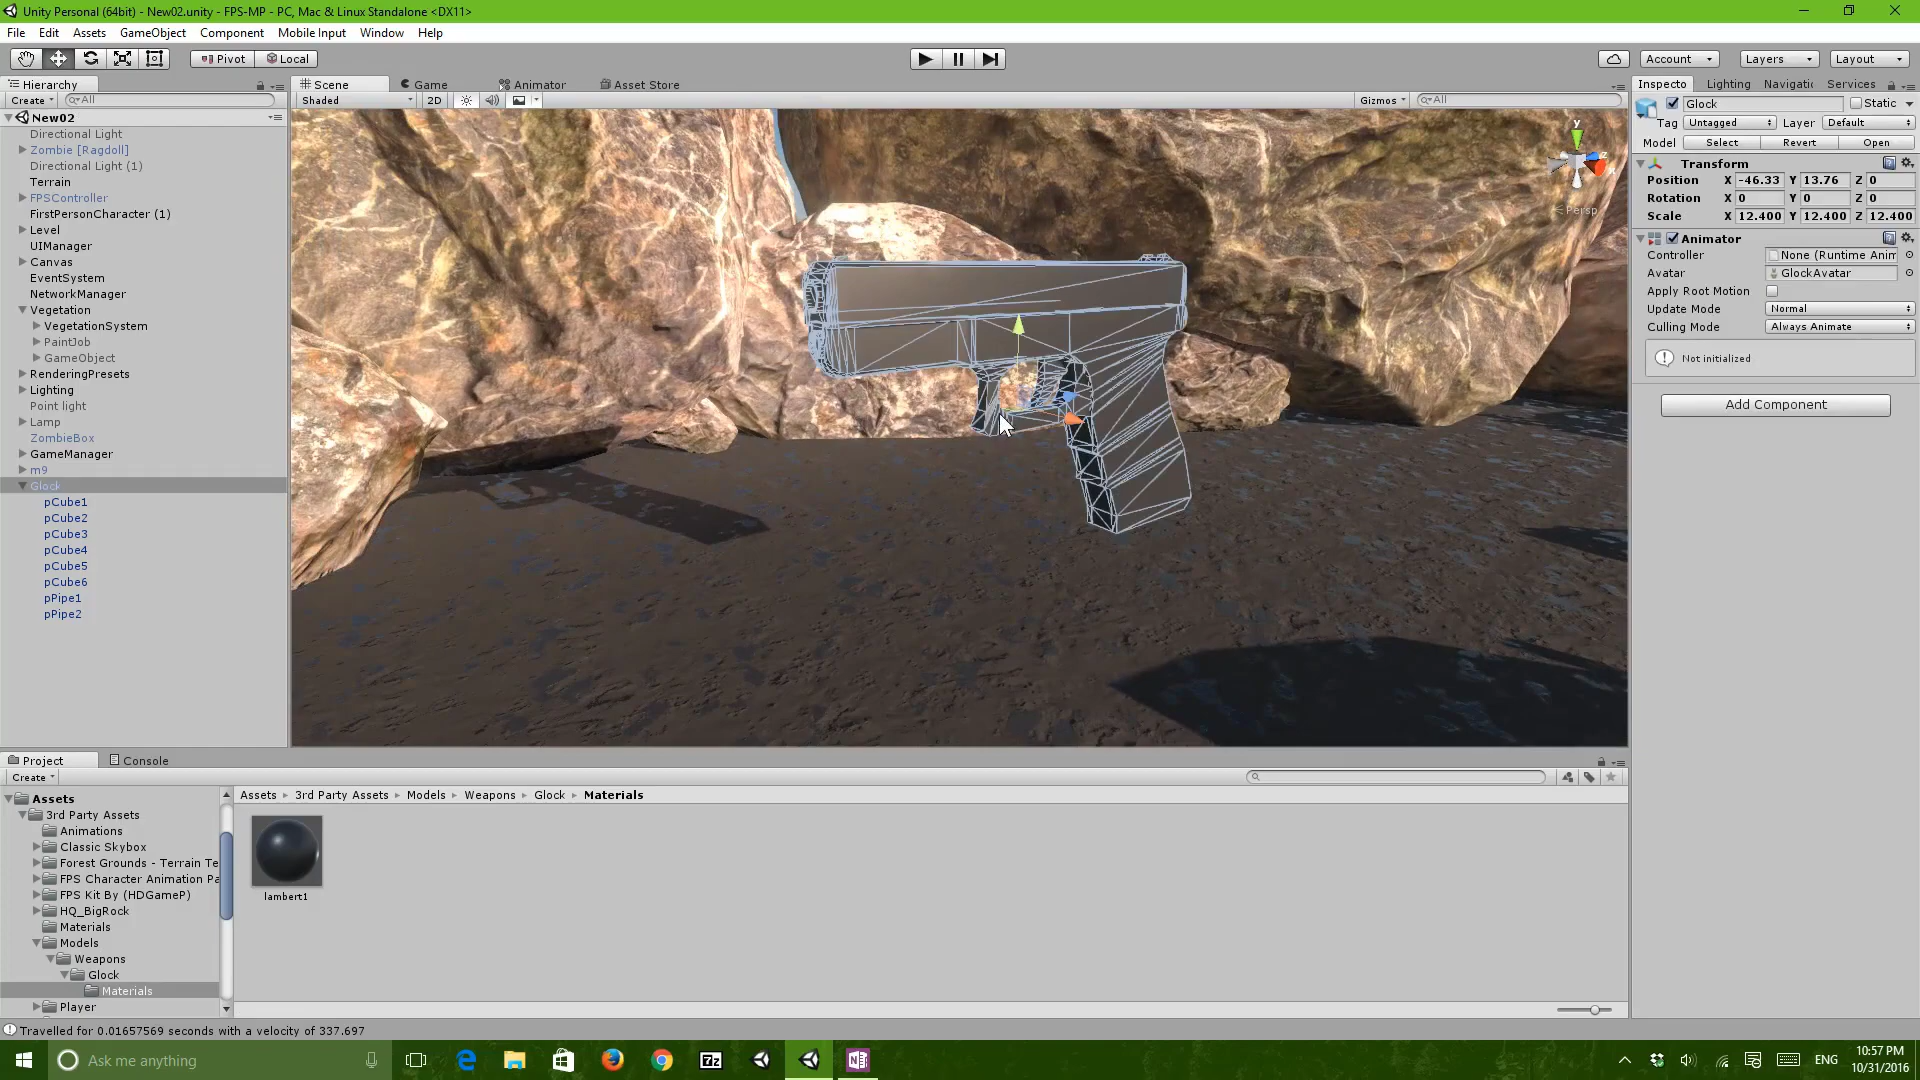 Unity Personal (64bit) - New02.unity - FPS-MP - PC, Mac & Linux Standalone <DX11>
File Edit Assets GameObject Component Mobile Input Window Help
Pivot Local Account Layers Layout
Hierarchy Scene Game Animator Asset Store Inspecto Lighting Navigatic Services
Create All Shaded 2D Gizmos All Glock Static
New02 Tag Untagged Layer Default
Directional Light
Model Select Revert Open
Zombie [Ragdoll]
Directional Light (1) Transform
Terrain Position X -46.33 Y 13.76 Z 0
FPSController Rotation X 0 Y 0 Z 0
FirstPersonCharacter (1) Persp Scale X 12.400 Y 12.400 Z 12.400
Level
UIManager Animator
Canvas Controller None (Runtime Anim
EventSystem Avatar GlockAvatar
NetworkManager Apply Root Motion
Vegetation Update Mode Normal
VegetationSystem Culling Mode Always Animate
PaintJob
GameObject Not initialized
RenderingPresets
Lighting
Point light Add Component
Lamp
ZombieBox
GameManager
m9
Glock
pCube1
pCube2
pCube3
pCube4
pCube5
pCube6
pPipe1
pPipe2
y
Project Console
Create
Assets Assets 3rd Party Assets Models Weapons Glock Materials
3rd Party Assets
Animations
Classic Skybox
Forest Grounds - Terrain Te
FPS Character Animation Pa
FPS Kit By (HDGameP) lambert1
HQ_BigRock
Materials
Models
Weapons
Glock
Materials
Player
Travelled for 0.01657569 seconds with a velocity of 337.697
Ask me anything 7z N ENG 10:57 PM
10/31/2016